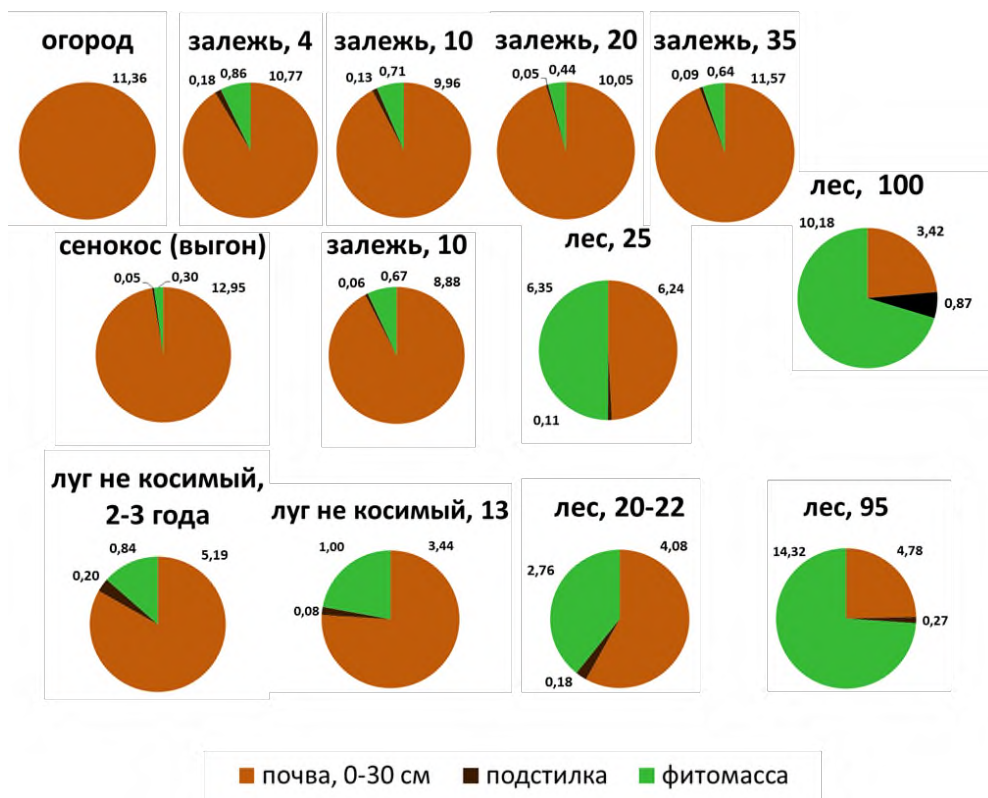 огород
11,36
залежь, 4
0,18
0,86
10,77
залежь, 10
0,13
0,71
9,96
залежь, 20
0,05
0,44
10,05
залежь, 35
0,09
0,64
11,57
лес, 100
10,18
3,42
0,87
сенокос (выгон)
0,05
0,30
12,95
залежь, 10
0,06
0,67
8,88
лес, 25
6,35
6,24
0,11
луг не косимый,
2-3 года
0,84
5,19
0,20
луг не косимый, 13
1,00
3,44
0,08
лес, 20-22
4,08
2,76
0,18
лес, 95
14,32
4,78
0,27
почва, 0-30 см
подстилка
фитомасса